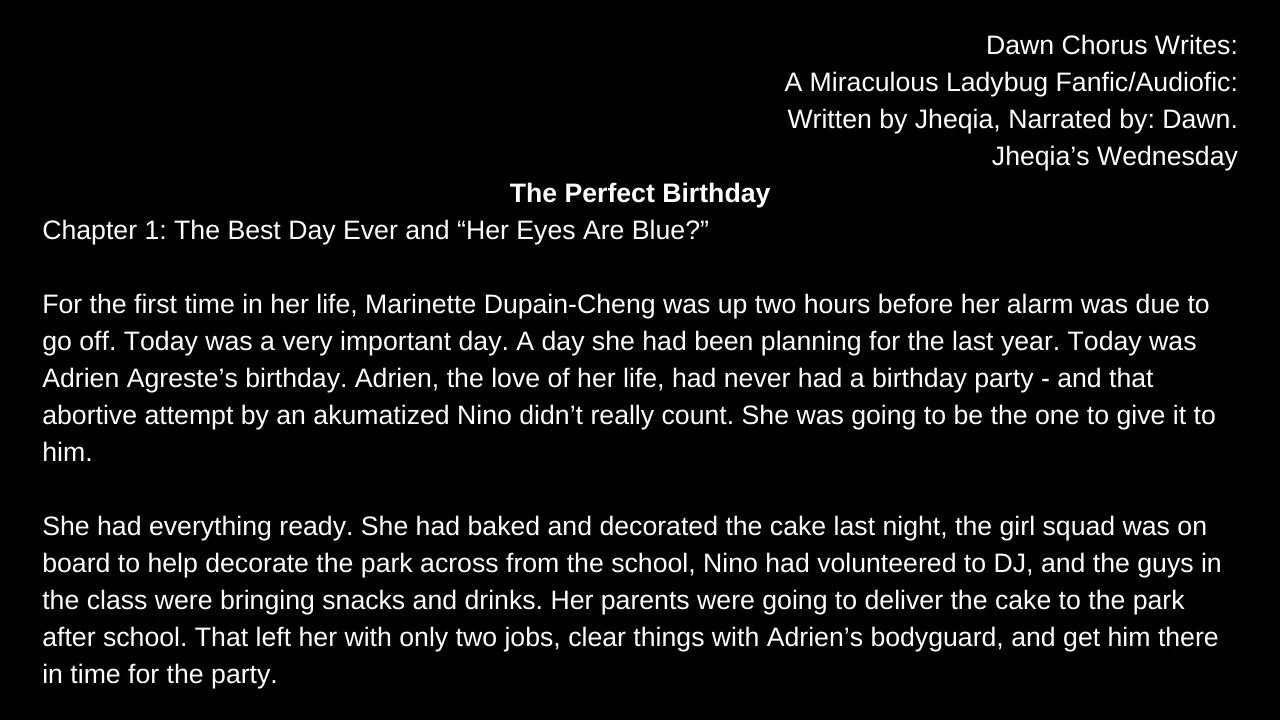 Dawn Chorus Writes:
A Miraculous Ladybug Fanfic/Audiofic:
Written by Jheqia, Narrated by: Dawn.
Jheqia’s Wednesday
The Perfect Birthday
Chapter 1: The Best Day Ever and “Her Eyes Are Blue?”
For the first time in her life, Marinette Dupain-Cheng was up two hours before her alarm was due to
go off. Today was a very important day. A day she had been planning for the last year. Today was
Adrien Agreste’s birthday. Adrien, the love of her life, had never had a birthday party - and that
abortive attempt by an akumatized Nino didn’t really count. She was going to be the one to give it to
him.
She had everything ready. She had baked and decorated the cake last night, the girl squad was on
board to help decorate the park across from the school, Nino had volunteered to DJ, and the guys in
the class were bringing snacks and drinks. Her parents were going to deliver the cake to the park
after school. That left her with only two jobs, clear things with Adrien’s bodyguard, and get him there
in time for the party.